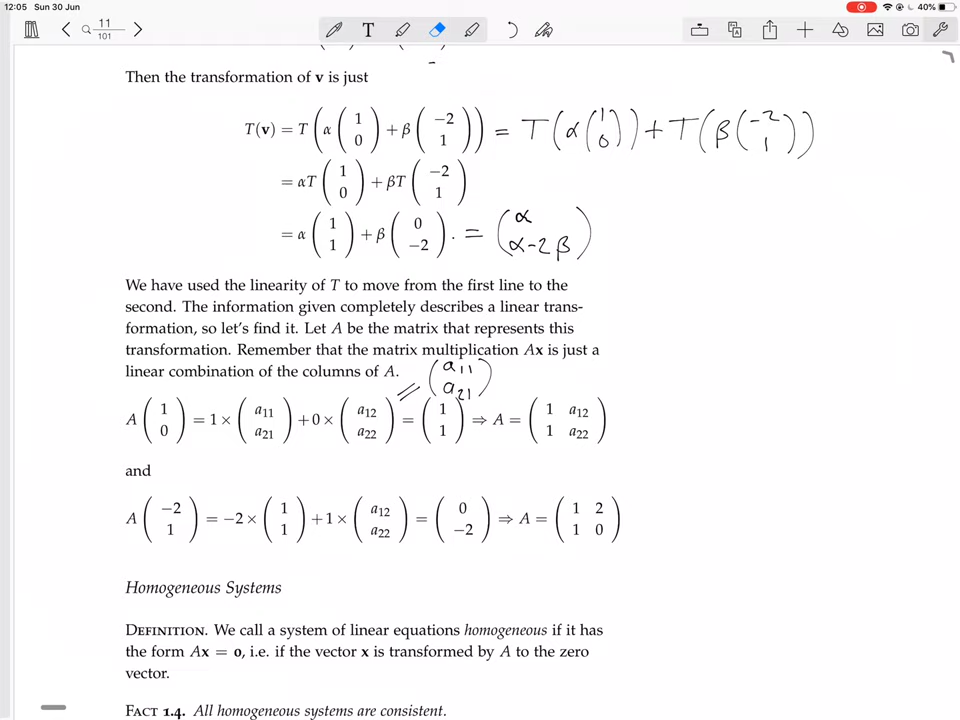 12:05 Sun 30 Jun 40%
11
101
T
Then the transformation of v is just
T(v) = T ( α ( 1 0 ) + β ( −2 1 ) ) = T(α( 1 0 )) + T(β( −2 1 ))
= αT ( 1 0 ) + βT ( −2 1 )
= α ( 1 1 ) + β ( 0 −2 ) . = ( α α−2β )
We have used the linearity of T to move from the first line to the
second. The information given completely describes a linear trans-
formation, so let's find it. Let A be the matrix that represents this
transformation. Remember that the matrix multiplication Ax is just a
linear combination of the columns of A. = ( a11 a21 )
A ( 1 0 ) = 1 × ( a11 a21 ) + 0 × ( a12 a22 ) = ( 1 1 ) ⇒ A = ( 1 a12 1 a22 )
and
A ( −2 1 ) = −2 × ( 1 1 ) + 1 × ( a12 a22 ) = ( 0 −2 ) ⇒ A = ( 1 2 1 0 )
Homogeneous Systems
DEFINITION. We call a system of linear equations homogeneous if it has
the form Ax = 0, i.e. if the vector x is transformed by A to the zero
vector.
FACT 1.4. All homogeneous systems are consistent.